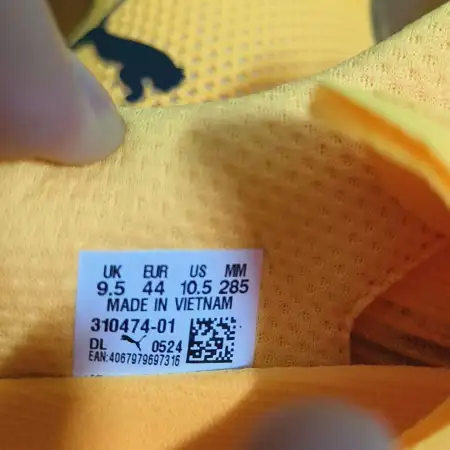 UK EUR US MM
9.5 44 10.5 285
MADE IN VIETNAM
310474-01
DL 0524
EAN:4067979697316